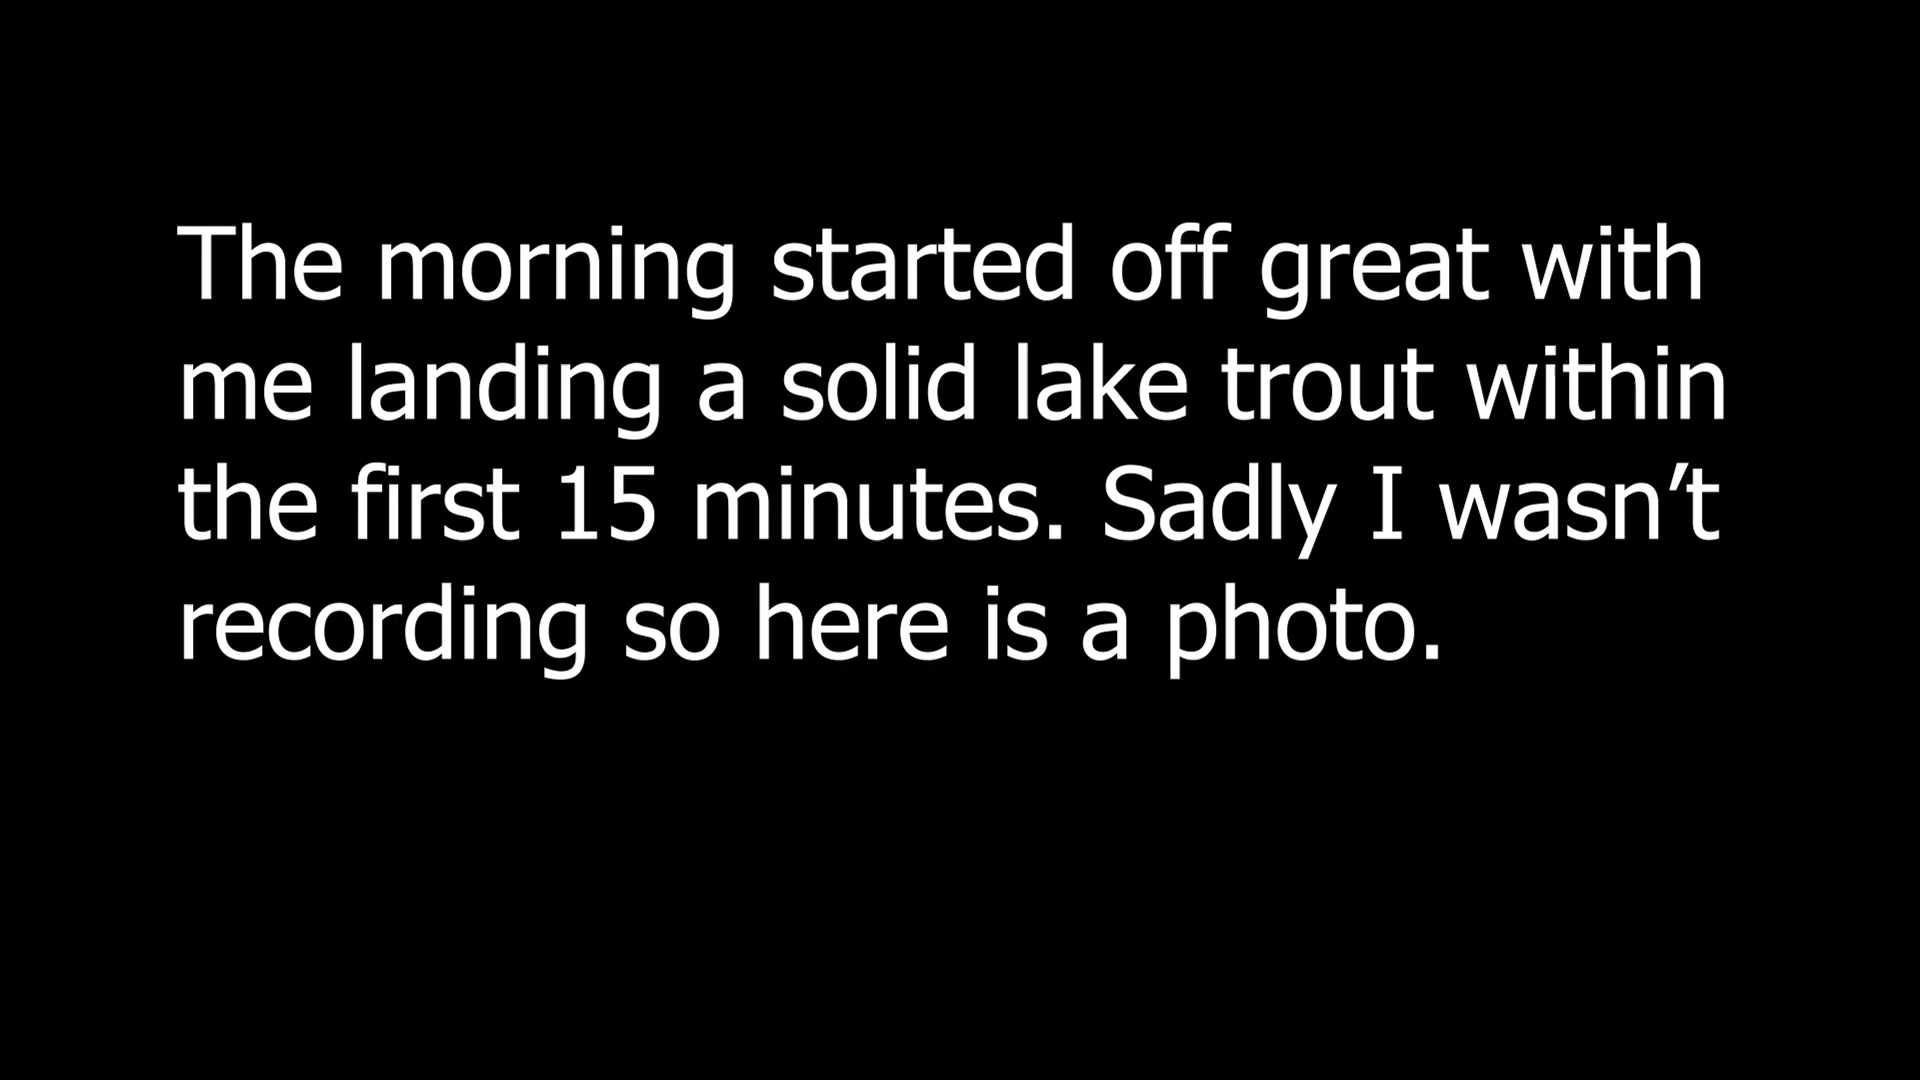 The morning started off great with
me landing a solid lake trout within
the first 15 minutes. Sadly I wasn’t
recording so here is a photo.